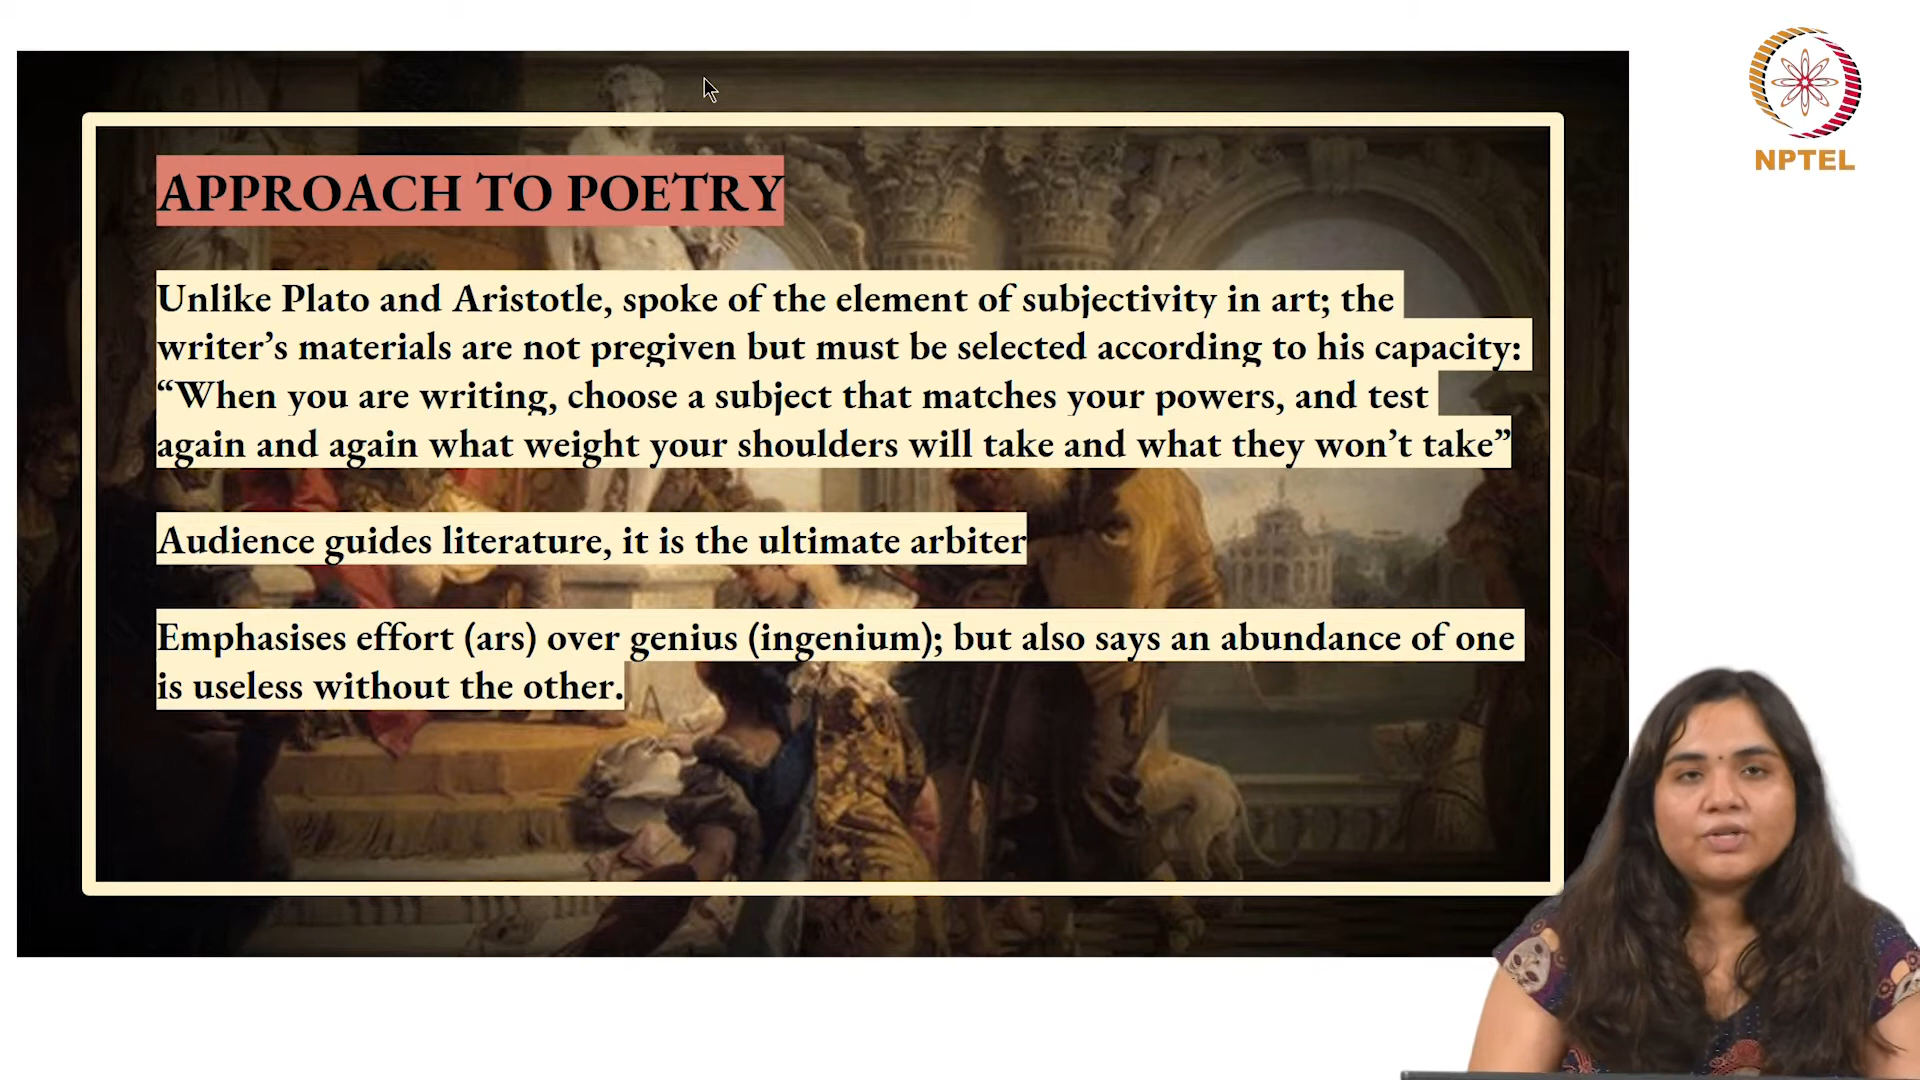 NPTEL
APPROACH TO POETRY
Unlike Plato and Aristotle, spoke of the element of subjectivity in art; the
writer’s materials are not pregiven but must be selected according to his capacity:
“When you are writing, choose a subject that matches your powers, and test
again and again what weight your shoulders will take and what they won’t take”
Audience guides literature, it is the ultimate arbiter
Emphasises effort (ars) over genius (ingenium); but also says an abundance of one
is useless without the other.